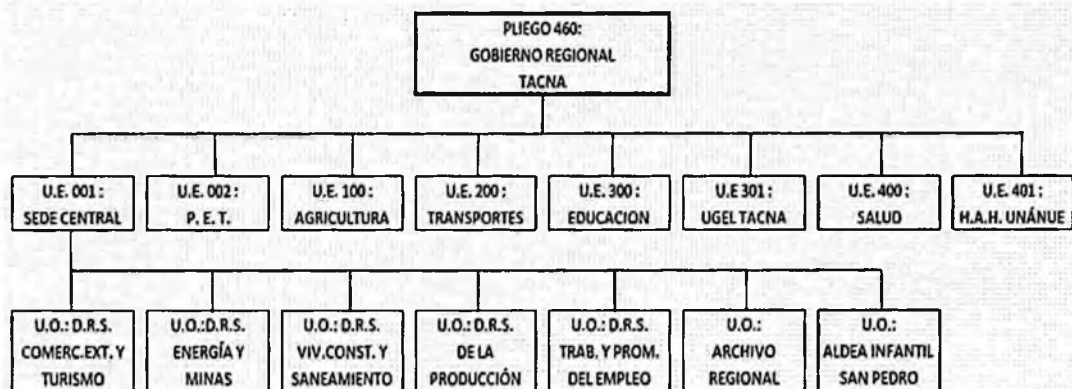 PLIEGO 460:
GOBIERNO REGIONAL
TACNA
U.E. 001 :
SEDE CENTRAL
U.E. 002 :
P. E. T.
U.E. 100 :
AGRICULTURA
U.E. 200 :
TRANSPORTES
U.E. 300 :
EDUCACION
U.E 301 :
UGEL TACNA
U.E. 400 :
SALUD
U.E. 401 :
H.A.H. UNÁNUE
U.O.: D.R.S.
COMERC.EXT. Y
TURISMO
U.O.:D.R.S.
ENERGÍA Y
MINAS
U.O.: D.R.S.
VIV.CONST. Y
SANEAMIENTO
U.O.: D.R.S.
DE LA
PRODUCCIÓN
U.O.: D.R.S.
TRAB. Y PROM.
DEL EMPLEO
U.O.:
ARCHIVO
REGIONAL
U.O.:
ALDEA INFANTIL
SAN PEDRO